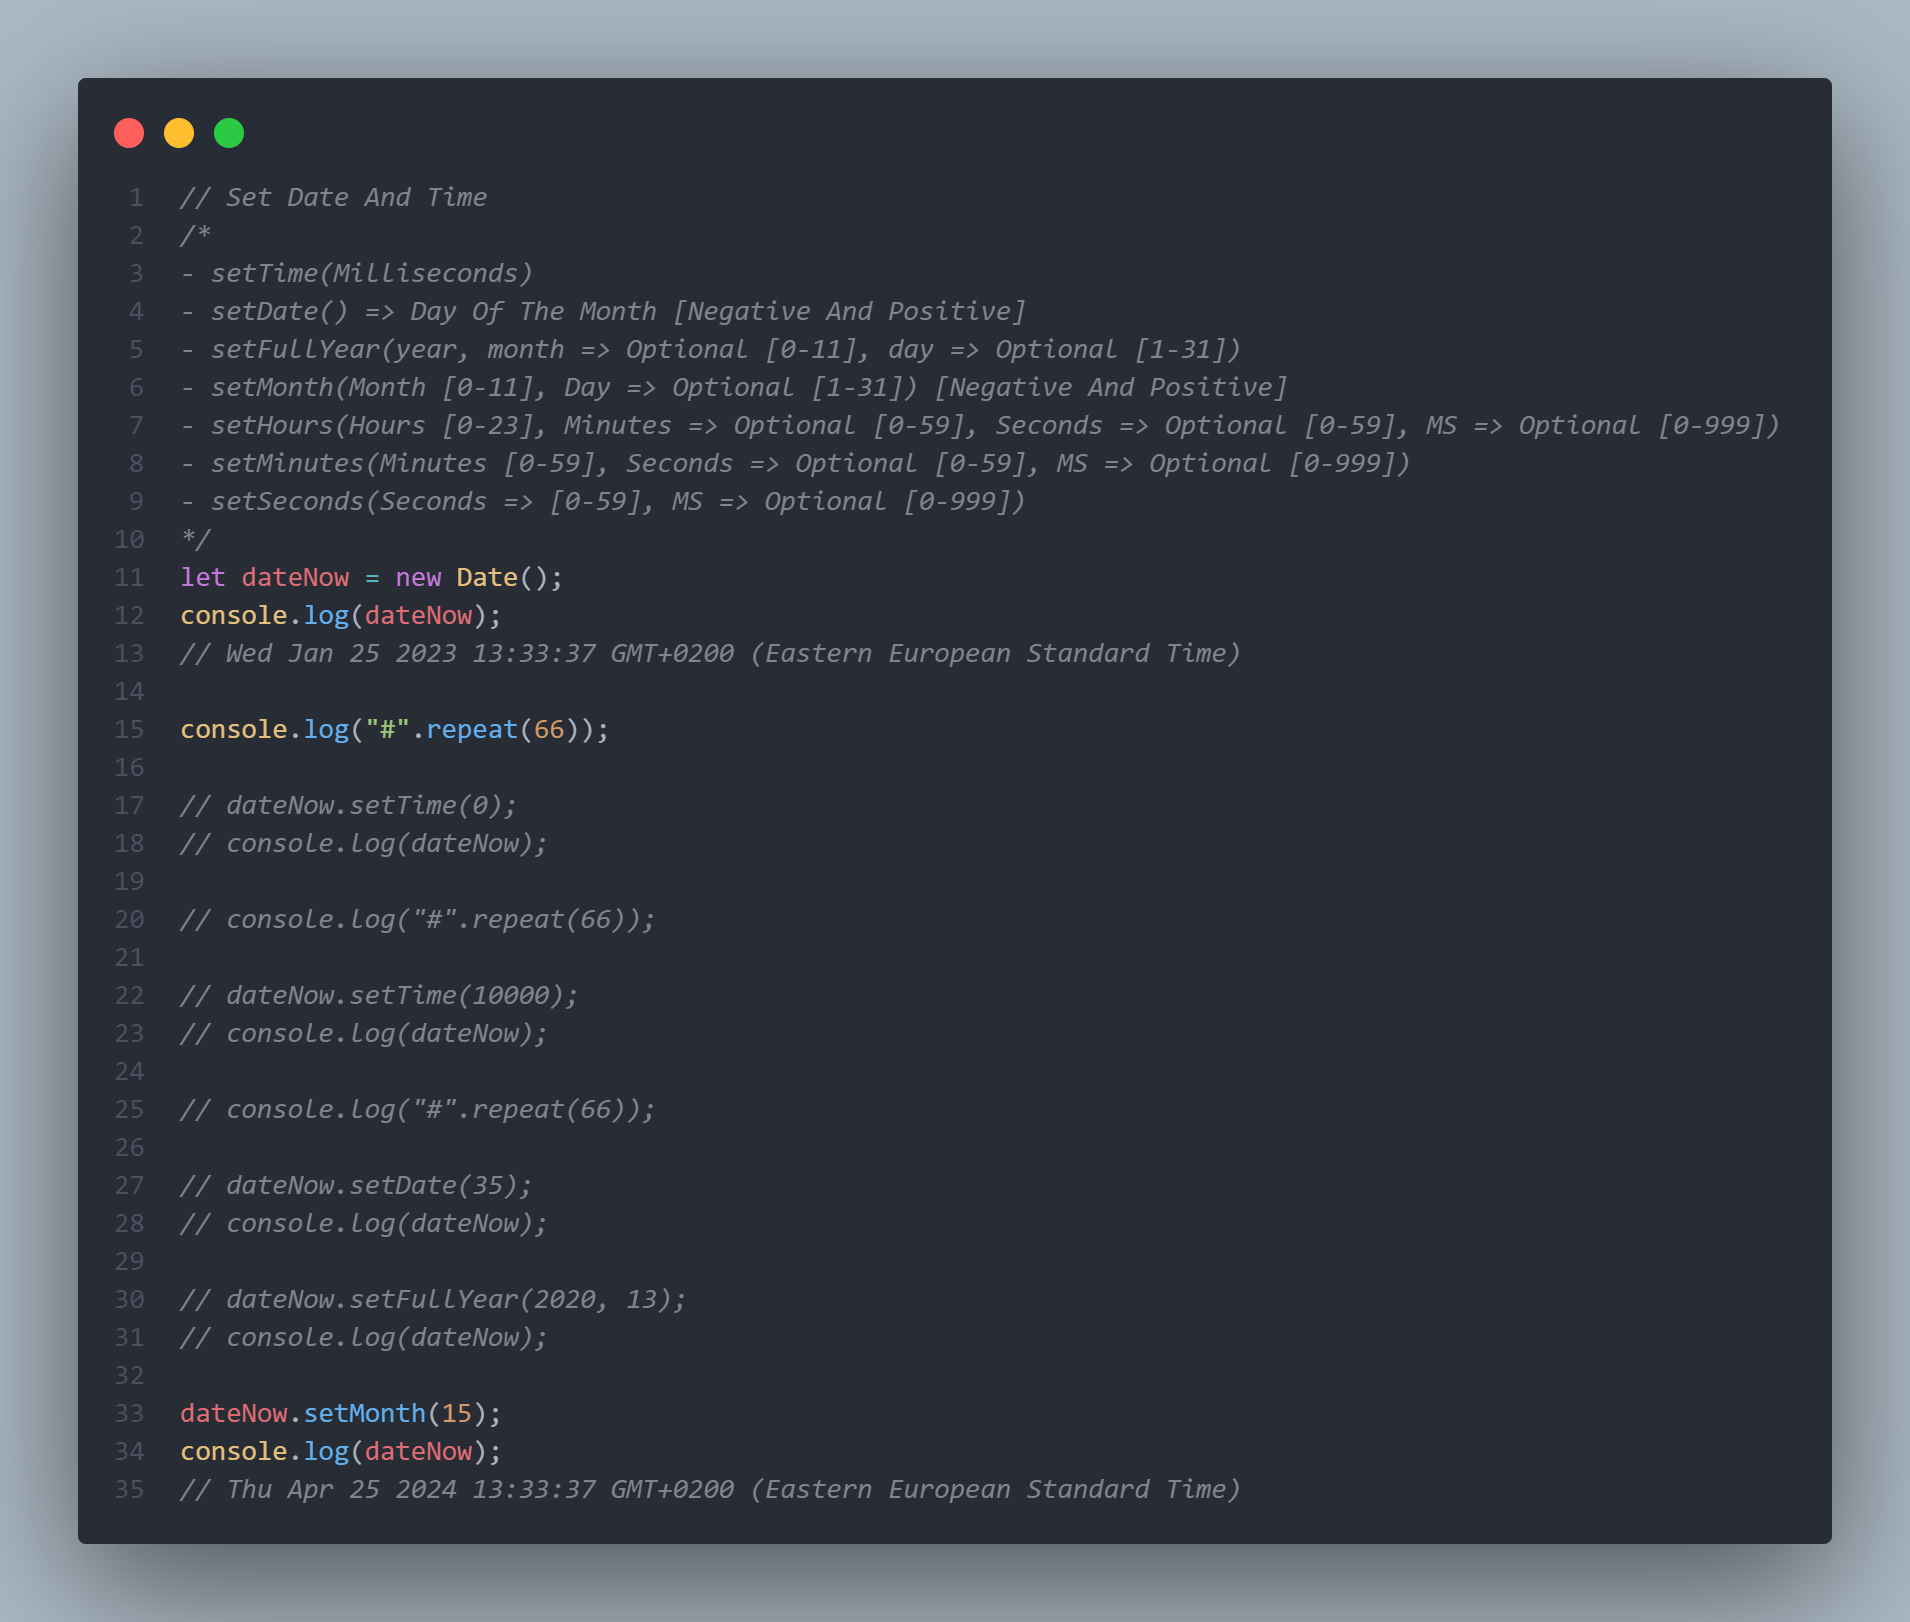 1 // Set Date And Time
2 /*
3 - setTime(Milliseconds)
4 - setDate() => Day Of The Month [Negative And Positive]
5 - setFullYear(year, month => Optional [0-11], day => Optional [1-31])
6 - setMonth(Month [0-11], Day => Optional [1-31]) [Negative And Positive]
7 - setHours(Hours [0-23], Minutes => Optional [0-59], Seconds => Optional [0-59], MS => Optional [0-999])
8 - setMinutes(Minutes [0-59], Seconds => Optional [0-59], MS => Optional [0-999])
9 - setSeconds(Seconds => [0-59], MS => Optional [0-999])
10 */
11 let dateNow = new Date();
12 console.log(dateNow);
13 // Wed Jan 25 2023 13:33:37 GMT+0200 (Eastern European Standard Time)
14
15 console.log("#".repeat(66));
16
17 // dateNow.setTime(0);
18 // console.log(dateNow);
19
20 // console.log("#".repeat(66));
21
22 // dateNow.setTime(10000);
23 // console.log(dateNow);
24
25 // console.log("#".repeat(66));
26
27 // dateNow.setDate(35);
28 // console.log(dateNow);
29
30 // dateNow.setFullYear(2020, 13);
31 // console.log(dateNow);
32
33 dateNow.setMonth(15);
34 console.log(dateNow);
35 // Thu Apr 25 2024 13:33:37 GMT+0200 (Eastern European Standard Time)